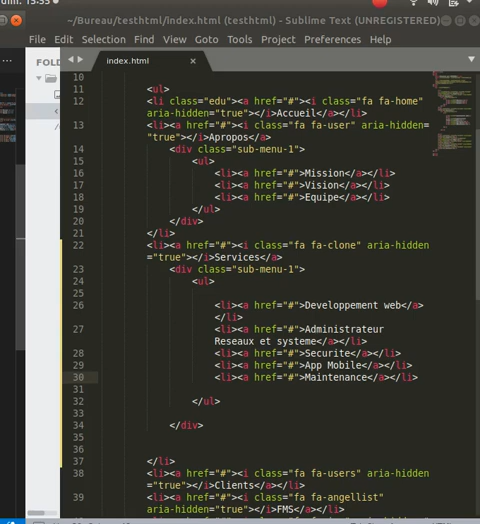 ~/Bureau/testhtml/index.html (testhtml) - Sublime Text (UNREGISTERED)
File Edit Selection Find View Goto Tools Project Preferences Help
index.html
10
11 <ul>
12 <li class="edu"><a href="#"><i class="fa fa-home"
aria-hidden="true"></i>Accueil</a></li>
13 <li><a href="#"><i class="fa fa-user" aria-hidden=
"true"></i>Apropos</a>
14 <div class="sub-menu-1">
15 <ul>
16 <li><a href="#">Mission</a></li>
17 <li><a href="#">Vision</a></li>
18 <li><a href="#">Equipe</a></li>
19 </ul>
20 </div>
21 </li>
22 <li><a href="#"><i class="fa fa-clone" aria-hidden
="true"></i>Services</a>
23 <div class="sub-menu-1">
24 <ul>
25
26 <li><a href="#">Developpement web</a>
</li>
27 <li><a href="#">Administrateur
Reseaux et systeme</a></li>
28 <li><a href="#">Securite</a></li>
29 <li><a href="#">App Mobile</a></li>
30 <li><a href="#">Maintenance</a></li>
31
32 </ul>
33
34 </div>
35
36
37 </li>
38 <li><a href="#"><i class="fa fa-users" aria-hidden
="true"></i>Clients</a></li>
39 <li><a href="#"><i class="fa fa-angellist"
aria-hidden="true"></i>FMS</a></li>